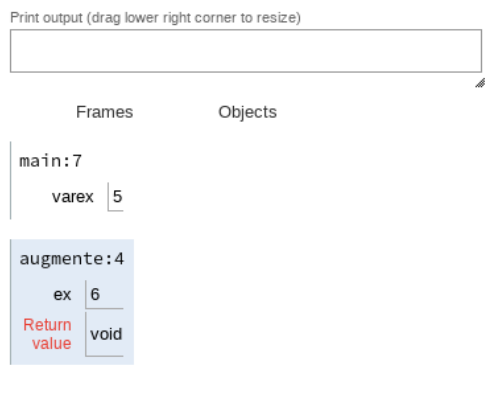 Print output (drag lower right corner to resize)
Frames Objects
main:7
varex 5
augmente:4
ex 6
Return
value void